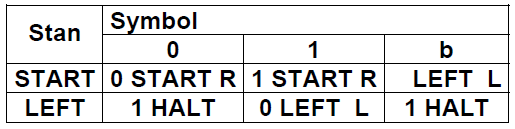 Stan Symbol
0 1 b
START 0 START R 1 START R LEFT L
LEFT 1 HALT 0 LEFT L 1 HALT